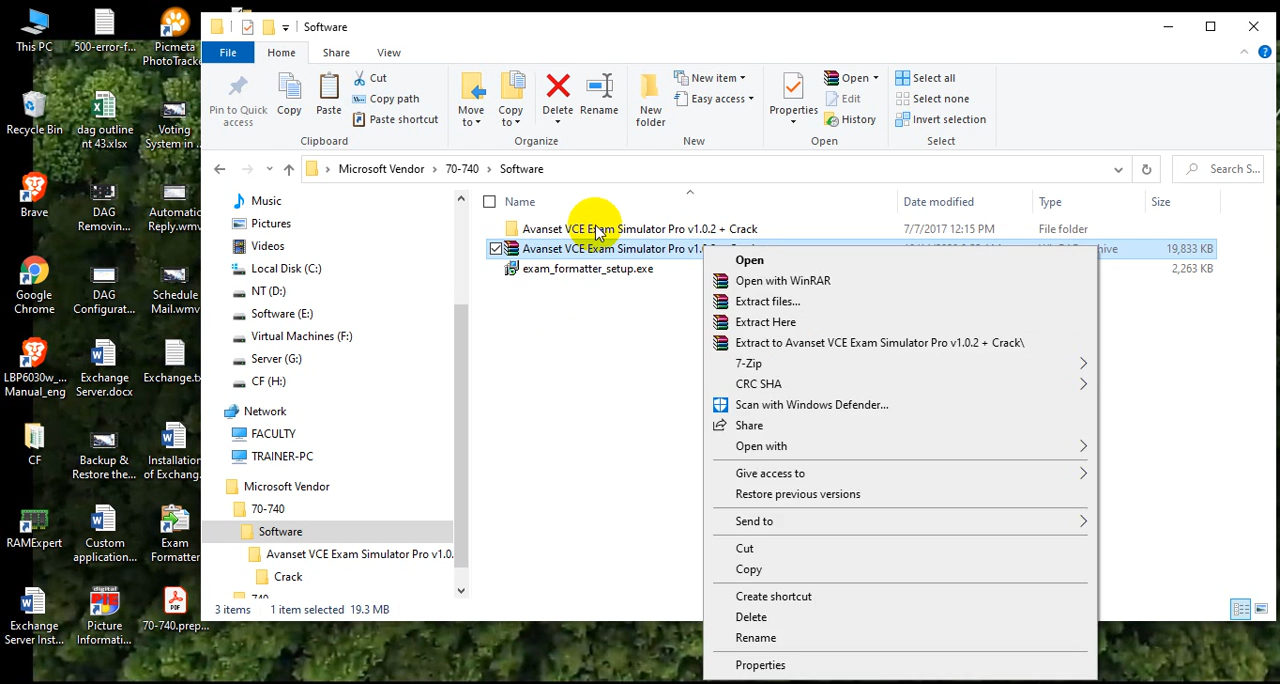 Software
File Home Share View
Pin to Quick access
Copy
Paste
Cut
Copy path
Paste shortcut
Clipboard
Move to
Copy to
Delete
Rename
Organize
New folder
New item
Easy access
New
Properties
Open
Edit
History
Open
Select all
Select none
Invert selection
Select
Microsoft Vendor › 70-740 › Software
Search S...
Music
Pictures
Videos
Local Disk (C:)
NT (D:)
Software (E:)
Virtual Machines (F:)
Server (G:)
CF (H:)
Network
FACULTY
TRAINER-PC
Microsoft Vendor
70-740
Software
Avanset VCE Exam Simulator Pro v1.0.
Crack
Name Date modified Type Size
Avanset VCE Exam Simulator Pro v1.0.2 + Crack 7/7/2017 12:15 PM File folder
Avanset VCE Exam Simulator Pro v1. 19,833 KB
exam_formatter_setup.exe 2,263 KB
Open
Open with WinRAR
Extract files...
Extract Here
Extract to Avanset VCE Exam Simulator Pro v1.0.2 + Crack\
7-Zip
CRC SHA
Scan with Windows Defender...
Share
Open with
Give access to
Restore previous versions
Send to
Cut
Copy
Create shortcut
Delete
Rename
Properties
3 items 1 item selected 19.3 MB
This PC
500-error-f...
Picmeta
PhotoTracke
Recycle Bin
dag outline
nt 43.xlsx
Voting
System in ..
Brave
DAG
Removin...
Automatic
Reply.wmv
Google
Chrome
DAG
Configurat...
Schedule
Mail.wmv
LBP6030w_...
Manual_eng
Exchange
Server.docx
Exchange.tx
CF
Backup &
Restore the...
Installation
of Exchang.
RAMExpert
Custom
application...
Exam
Formatter
Exchange
Server Inst...
digital
Picture
Informati...
PDF
70-740.prep...